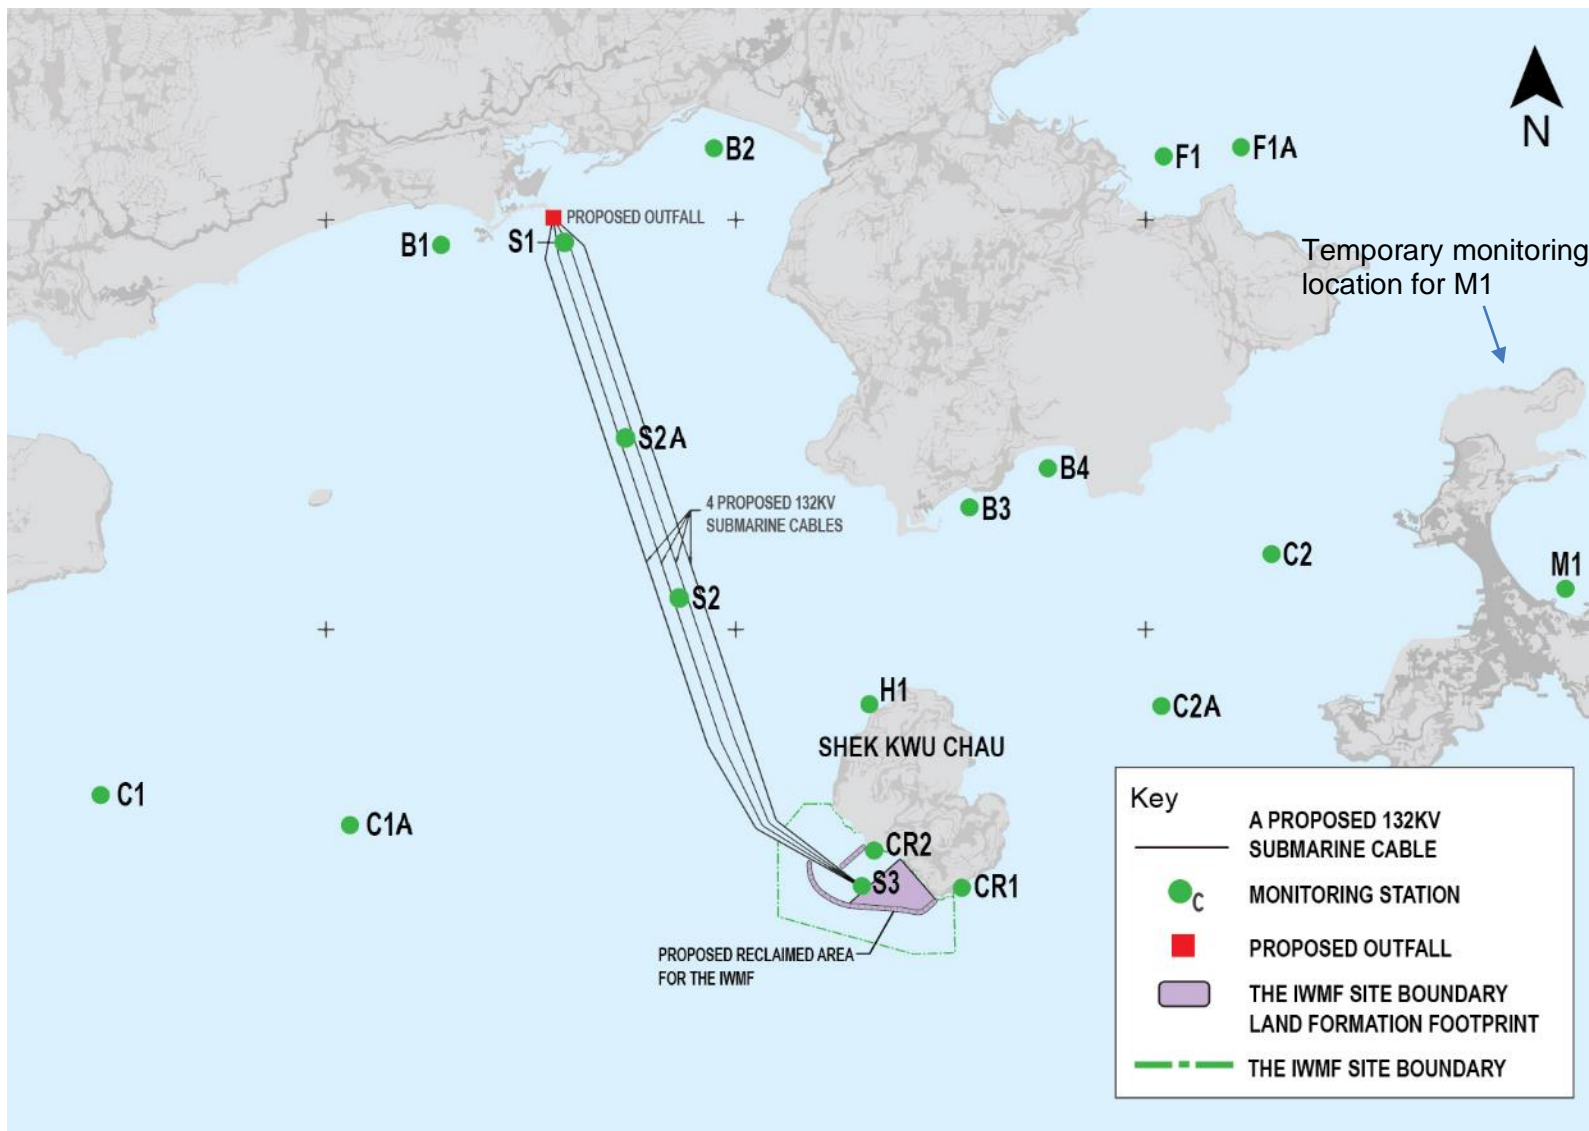 N
B2
F1
F1A
PROPOSED OUTFALL
B1
S1
Temporary monitoring
location for M1
S2A
B4
4 PROPOSED 132KV
SUBMARINE CABLES
B3
C2
M1
S2
H1
C2A
SHEK KWU CHAU
C1
C1A
CR2
S3
CR1
PROPOSED RECLAIMED AREA
FOR THE IWMF
Key
A PROPOSED 132KV
SUBMARINE CABLE
C
MONITORING STATION
PROPOSED OUTFALL
THE IWMF SITE BOUNDARY
LAND FORMATION FOOTPRINT
THE IWMF SITE BOUNDARY